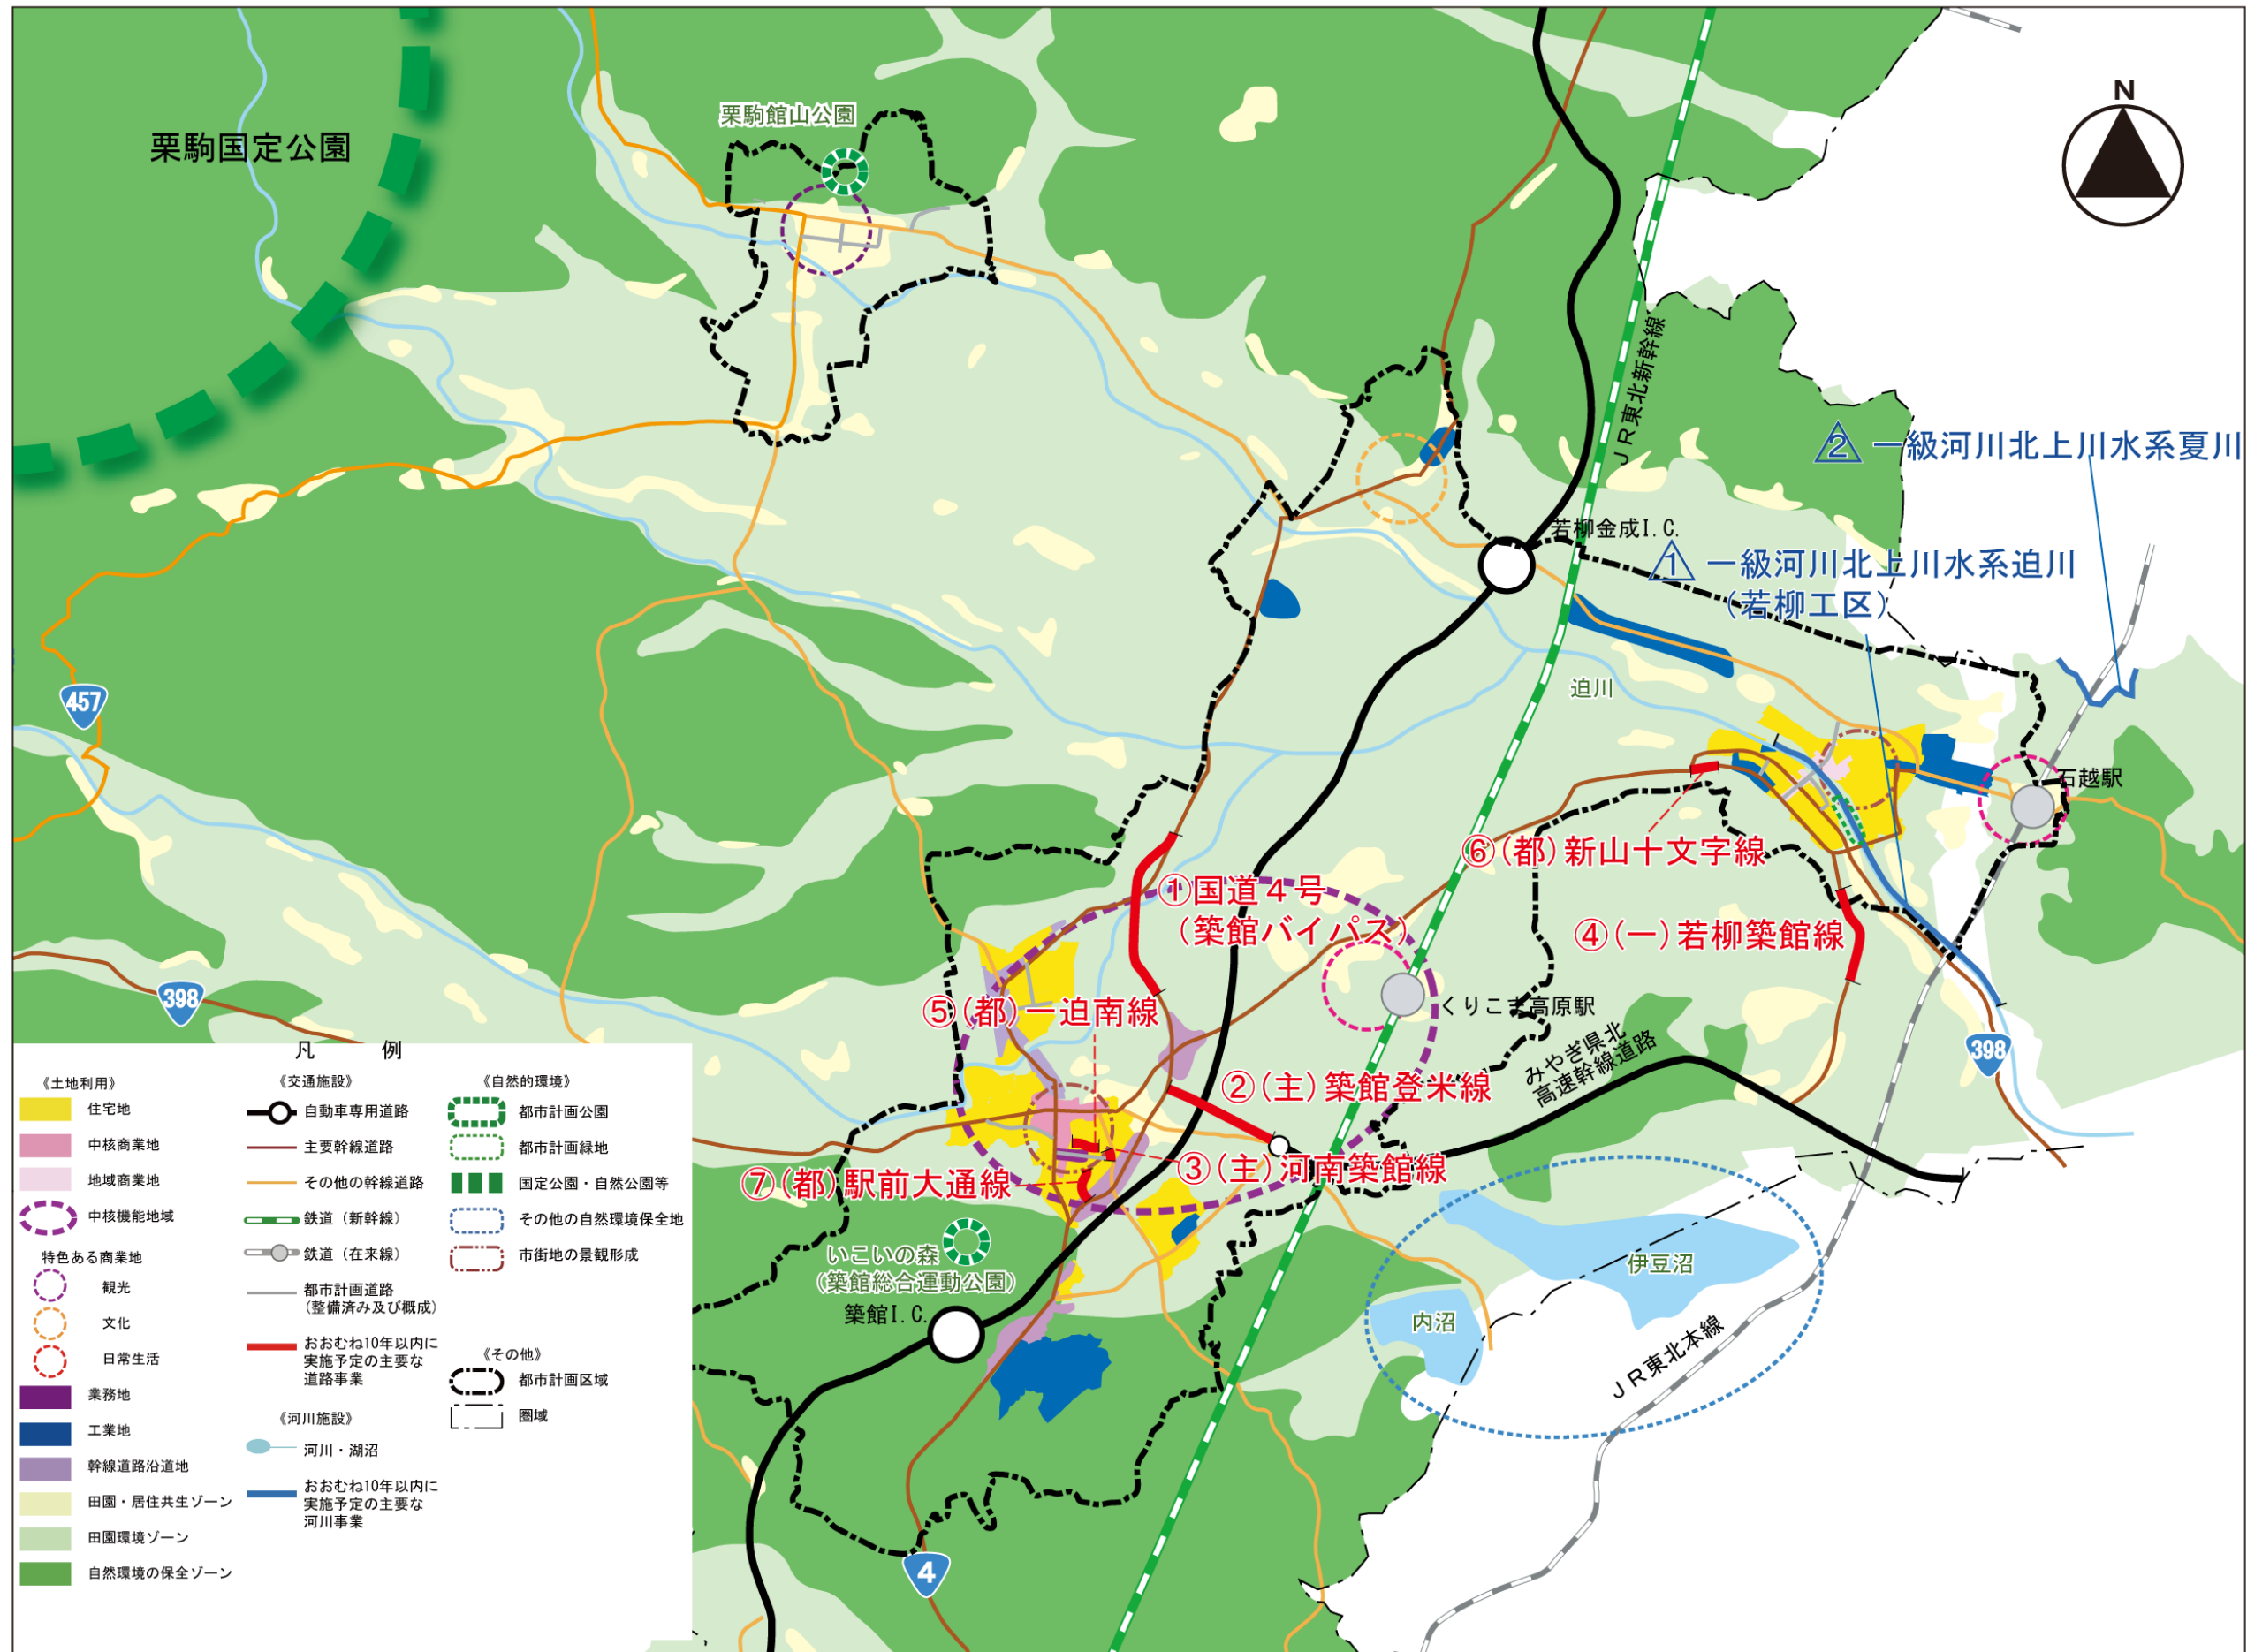 N
栗駒国定公園
栗駒館山公園
JR東北新幹線
② 一級河川北上川水系夏川
若柳金成I.C.
① 一級河川北上川水系迫川
(若柳工区)
迫川
457
石越駅
⑥(都)新山十文字線
①国道4号
(築館バイパス)
④(一)若柳築館線
398
くりこま高原駅
⑤(都)一迫南線
みやぎ県北
高速幹線道路
398
②(主)築館登米線
③(主)河南築館線
⑦(都)駅前大通線
いこいの森
(築館総合運動公園)
伊豆沼
築館I.C.
内沼
JR東北本線
4
凡 例
《土地利用》
住宅地
中核商業地
地域商業地
中核機能地域
特色ある商業地
観光
文化
日常生活
業務地
工業地
幹線道路沿道地
田園・居住共生ゾーン
田園環境ゾーン
自然環境の保全ゾーン
《交通施設》
自動車専用道路
主要幹線道路
その他の幹線道路
鉄道(新幹線)
鉄道(在来線)
都市計画道路
(整備済み及び概成)
おおむね10年以内に
実施予定の主要な
道路事業
《河川施設》
河川・湖沼
おおむね10年以内に
実施予定の主要な
河川事業
《自然的環境》
都市計画公園
都市計画緑地
国定公園・自然公園等
その他の自然環境保全地
市街地の景観形成
《その他》
都市計画区域
圏域